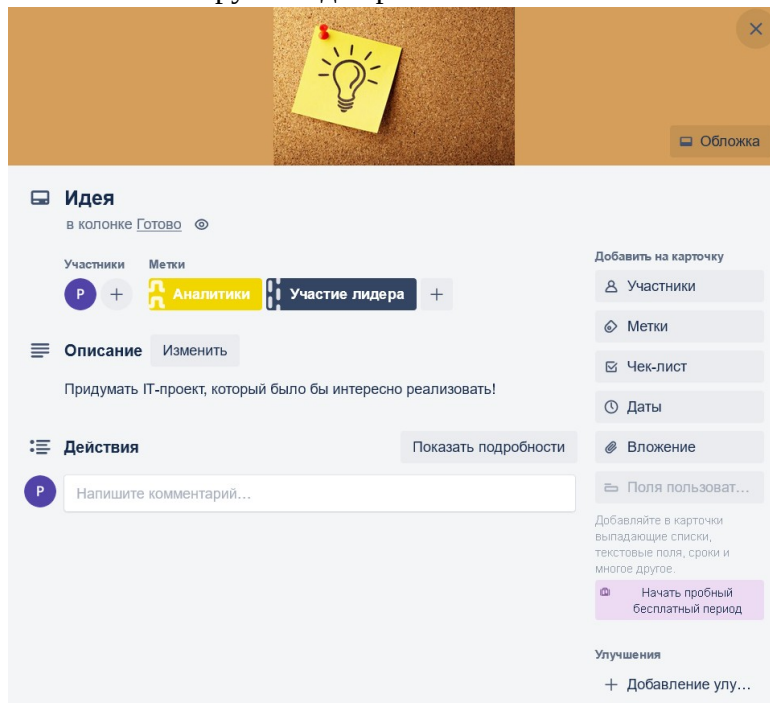 Обложка
Идея
в колонке Готово
Участники Метки
P + Аналитики Участие лидера +
Описание Изменить
Придумать IT-проект, который было бы интересно реализовать!
Действия Показать подробности
P Напишите комментарий...
Добавить на карточку
Участники
Метки
Чек-лист
Даты
Вложение
Поля пользоват...
Добавляйте в карточки
выпадающие списки,
текстовые поля, сроки и
многое другое.
Начать пробный
бесплатный период
Улучшения
+ Добавление улу...